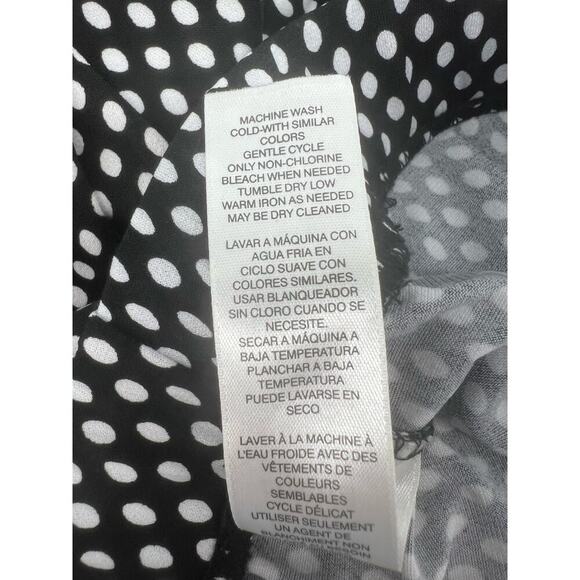 MACHINE WASH
COLD-WITH SIMILAR
COLORS
GENTLE CYCLE
ONLY NON-CHLORINE
BLEACH WHEN NEEDED
TUMBLE DRY LOW
WARM IRON AS NEEDED
MAY BE DRY CLEANED
LAVAR A MÁQUINA CON
AGUA FRIA EN
CICLO SUAVE CON
COLORES SIMILARES.
USAR BLANQUEADOR
SIN CLORO CUANDO SE
NECESITE.
SECAR A MÁQUINA A
BAJA TEMPERATURA
PLANCHAR A BAJA
TEMPERATURA
PUEDE LAVARSE EN
SECO
LAVER À LA MACHINE À
L'EAU FROIDE AVEC DES
VÊTEMENTS DE
COULEURS
SEMBLABLES
CYCLE DÉLICAT
UTILISER SEULEMENT
UN AGENT DE
BLANCHIMENT NON